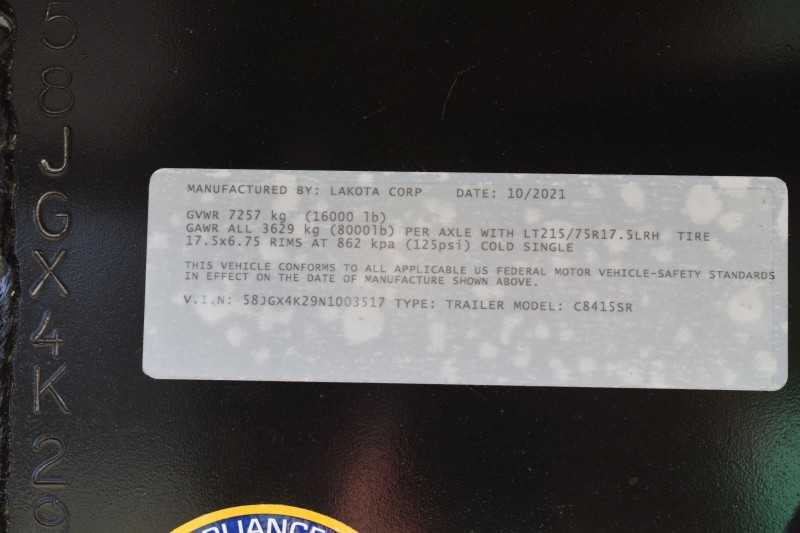 58JGX4K29
MANUFACTURED BY: LAKOTA CORP DATE: 10/2021
GVWR 7257 kg (16000 lb)
GAWR ALL 3629 kg (8000lb) PER AXLE WITH LT215/75R17.5LRH TIRE
17.5x6.75 RIMS AT 862 kpa (125psi) COLD SINGLE
THIS VEHICLE CONFORMS TO ALL APPLICABLE US FEDERAL MOTOR VEHICLE-SAFETY STANDARDS
IN EFFECT ON THE DATE OF MANUFACTURE SHOWN ABOVE.
V.I.N: 58JGX4K29N1003517 TYPE: TRAILER MODEL: C8415SR